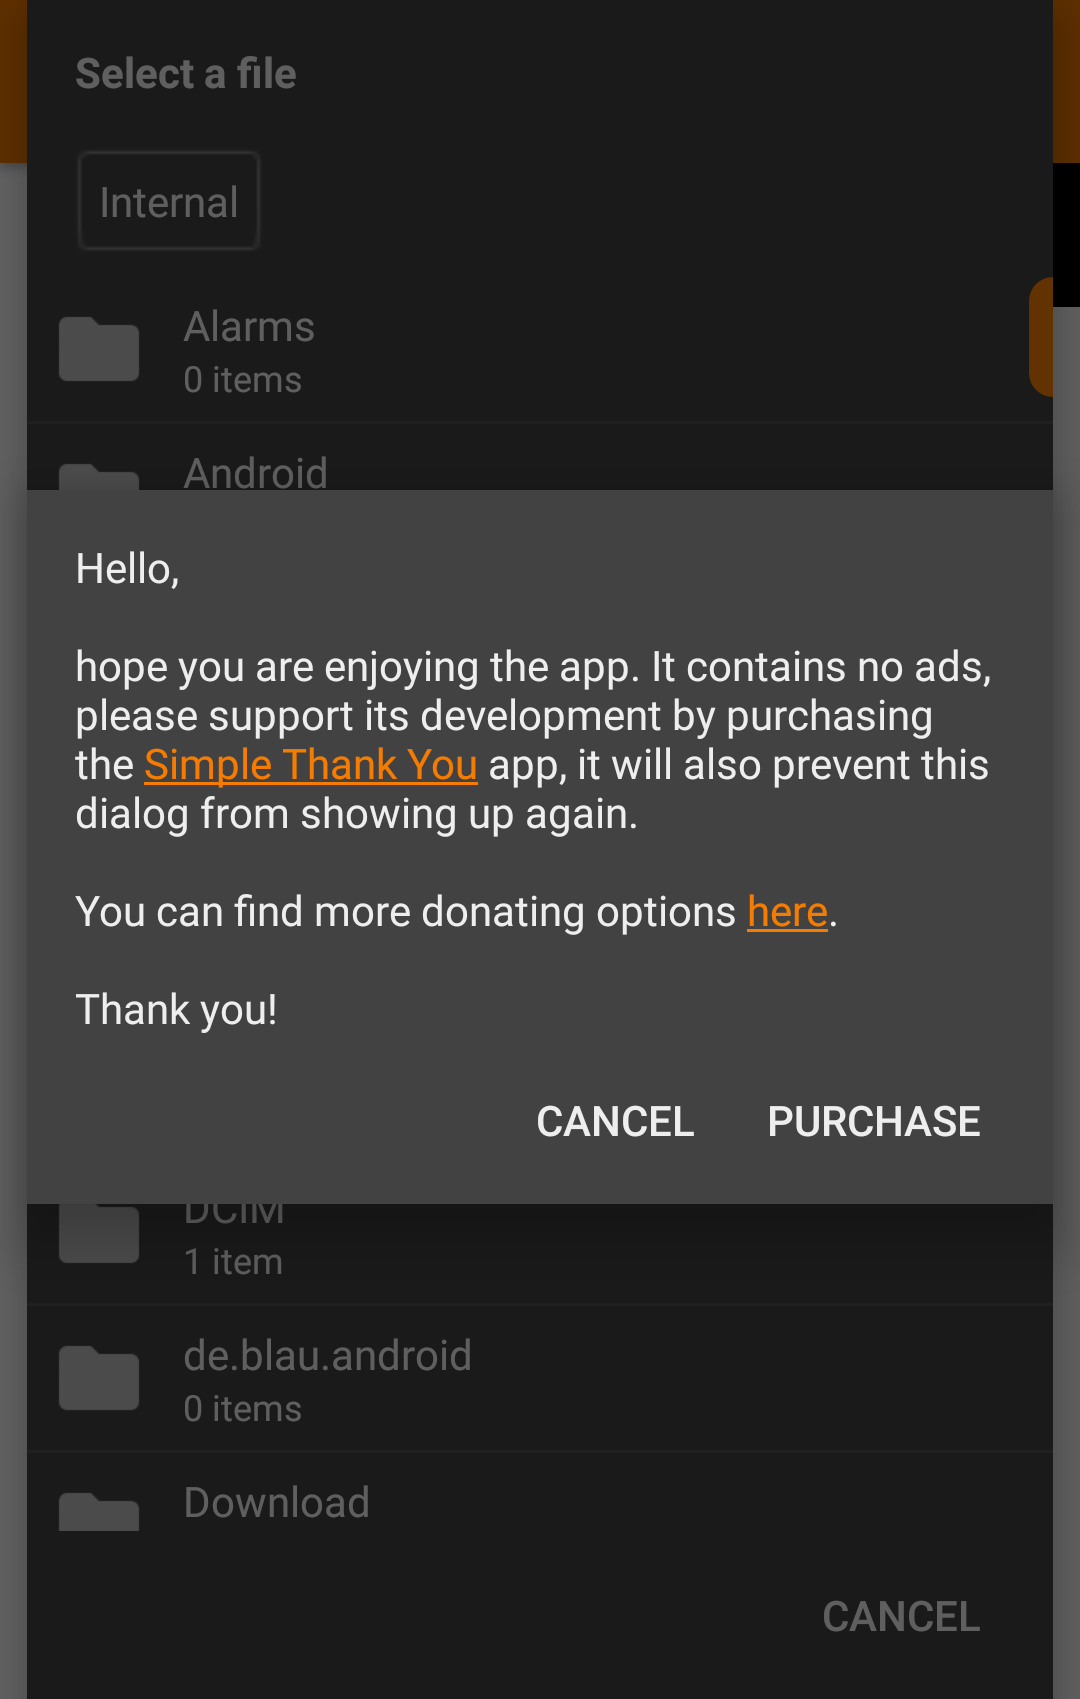 Select a file
Internal
Alarms
0 items
Android
Hello,
hope you are enjoying the app. It contains no ads,
please support its development by purchasing
the Simple Thank You app, it will also prevent this
dialog from showing up again.
You can find more donating options here.
Thank you!
CANCEL PURCHASE
DCIM
1 item
de.blau.android
0 items
Download
CANCEL